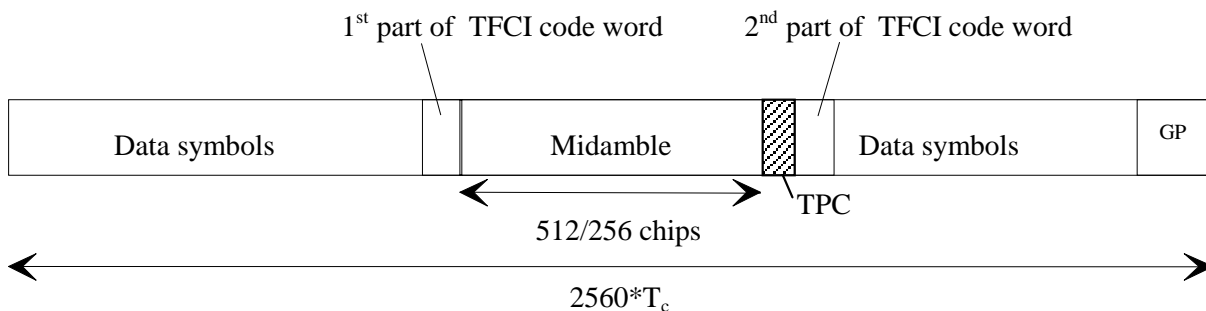 1st part of TFCI code word
2nd part of TFCI code word
Data symbols
Midamble
Data symbols
GP
TPC
512/256 chips
2560*Tc